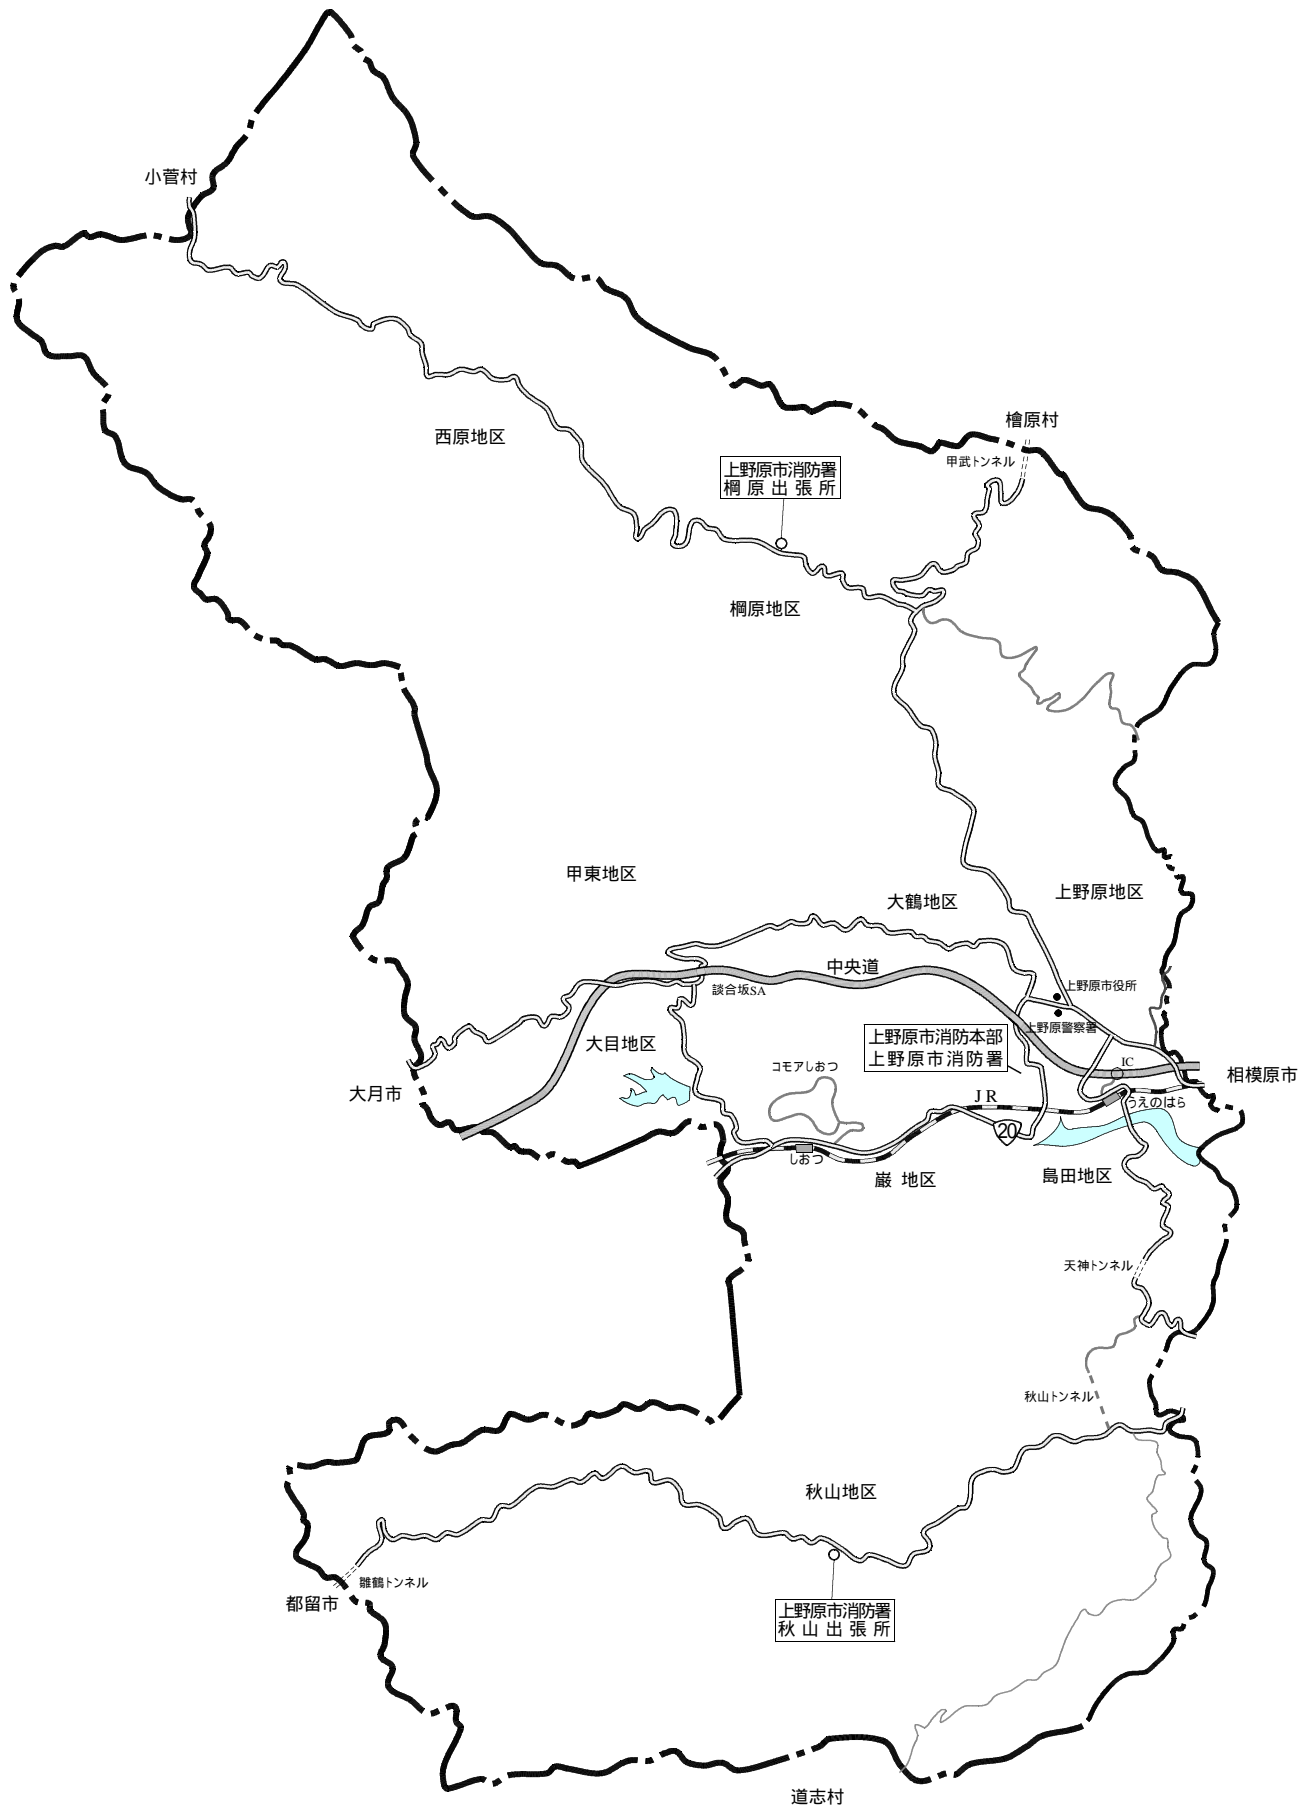 小菅村
檜原村
甲武トンネル
西原地区
上野原市消防署
棡原出張所
棡原地区
甲東地区
大鶴地区
上野原地区
中央道
談合坂SA
上野原市役所
上野原警察署
上野原市消防本部
上野原市消防署
大目地区
コモアしおつ
IC
相模原市
大月市
JR
うえのはら
20
しおつ
巌 地区
島田地区
天神トンネル
秋山トンネル
秋山地区
雛鶴トンネル
都留市
上野原市消防署
秋山出張所
道志村